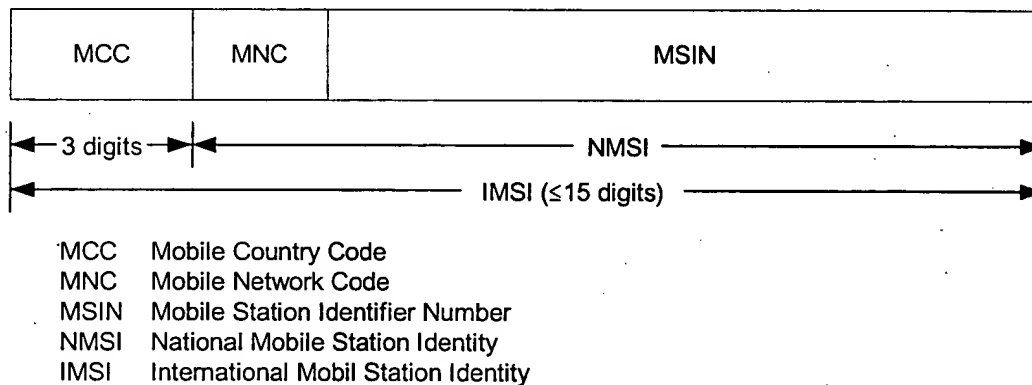 MCC MNC MSIN
3 digits NMSI
IMSI (≤15 digits)
MCC Mobile Country Code
MNC Mobile Network Code
MSIN Mobile Station Identifier Number
NMSI National Mobile Station Identity
IMSI International Mobil Station Identity